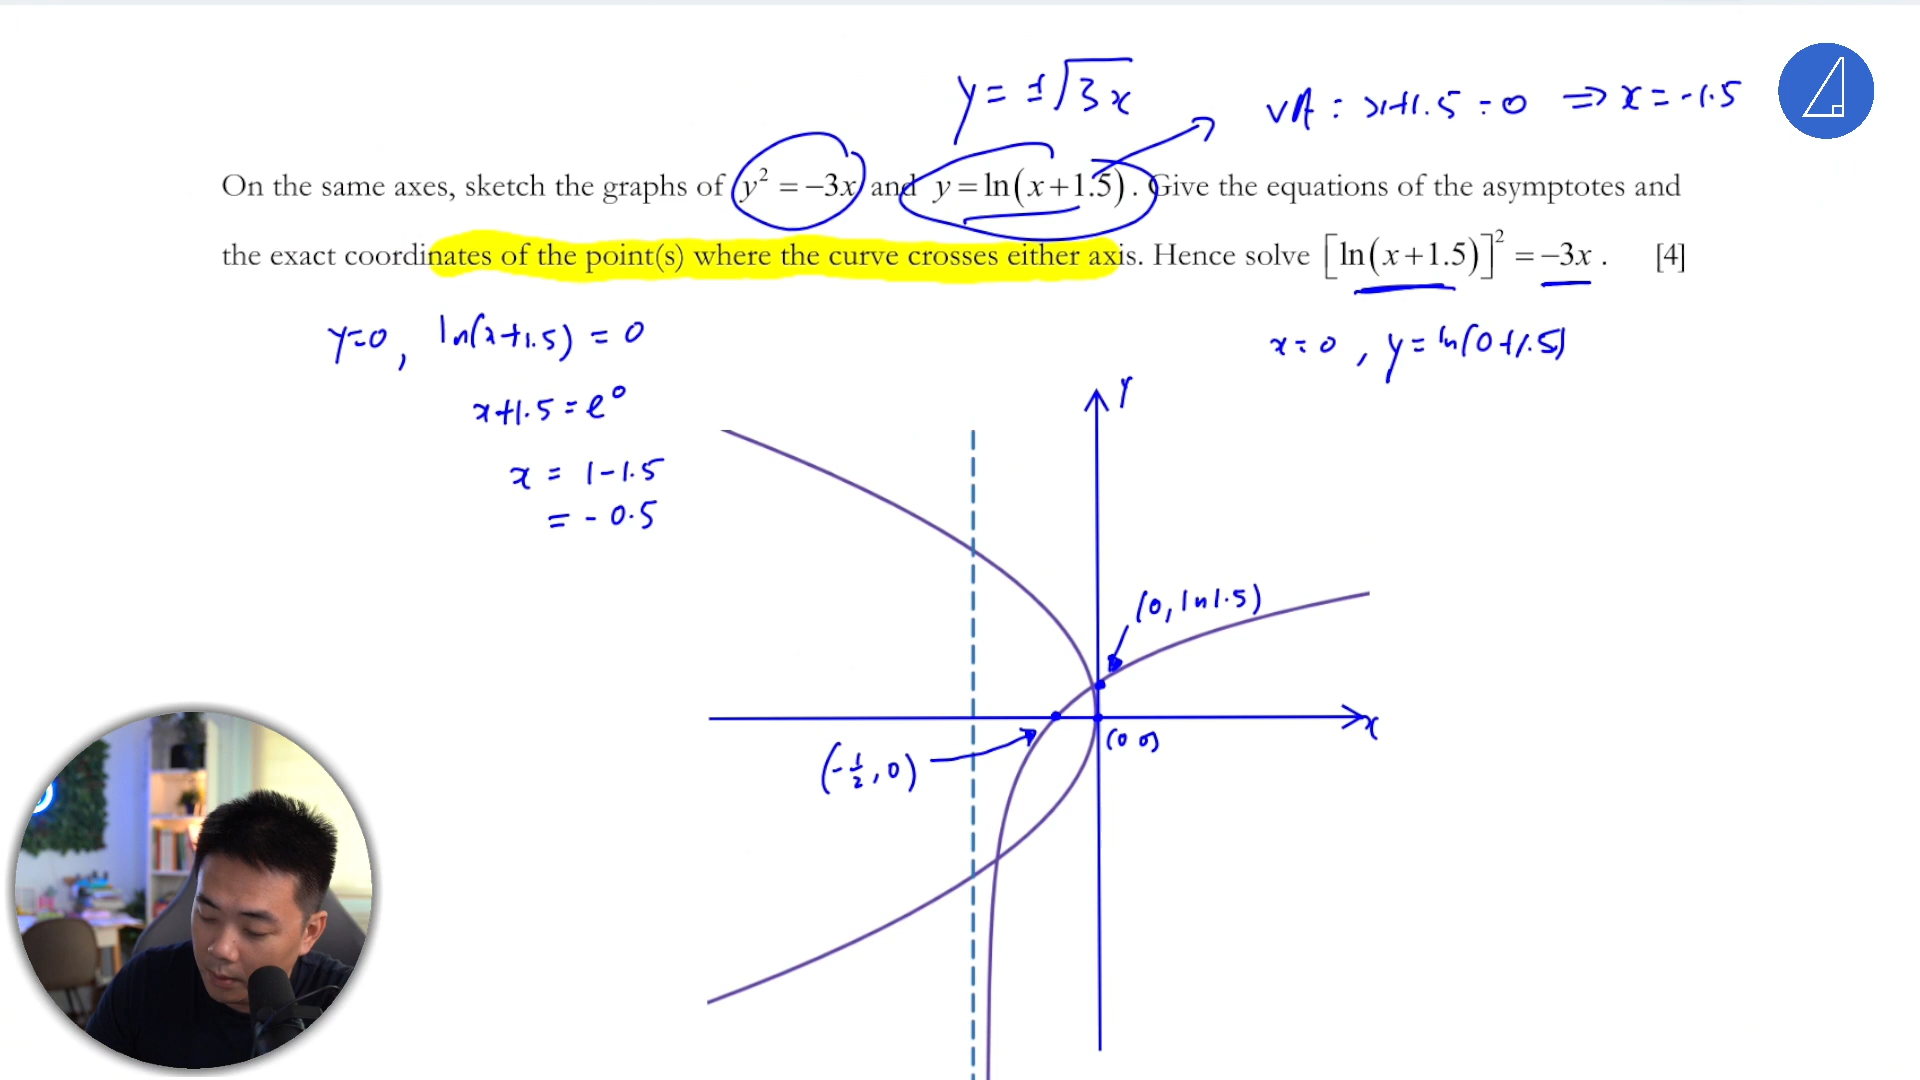 y = ±√3x
VA : x+1.5 = 0 ⇒ x = -1.5
On the same axes, sketch the graphs of y² = −3x and y = ln(x+1.5). Give the equations of the asymptotes and
the exact coordinates of the point(s) where the curve crosses either axis. Hence solve [ln(x+1.5)]² = −3x . [4]
y=0, ln(x+1.5) = 0
x=0, y = ln(0+1.5)
x+1.5 = e⁰
x = 1-1.5
= -0.5
y
(0, ln1.5)
x
(0 0)
(-½, 0)